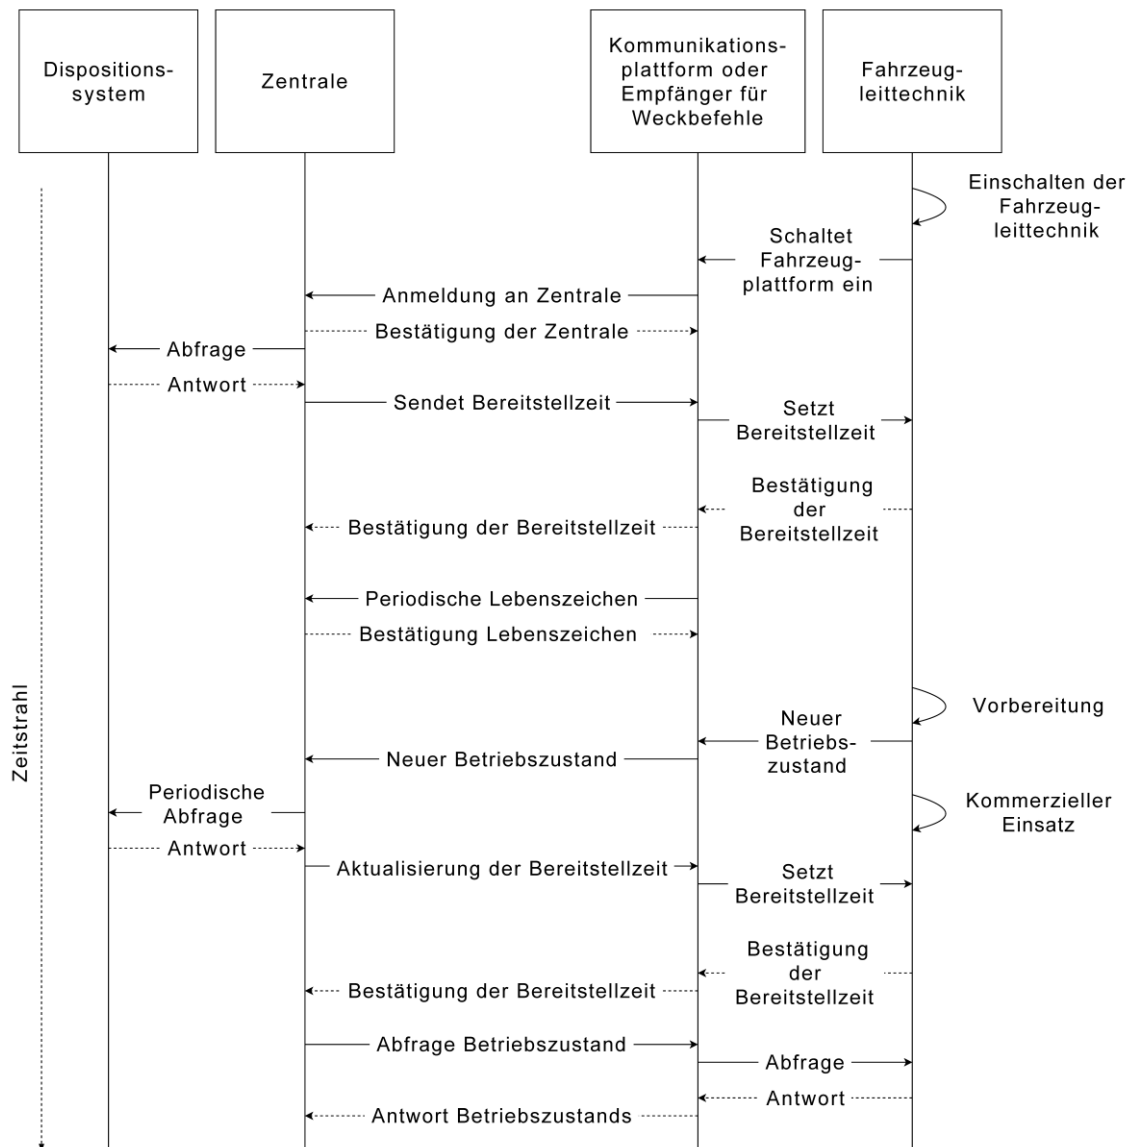 Dispositions-
system
Zentrale
Kommunikations-
plattform oder
Empfänger für
Weckbefehle
Fahrzeug-
leittechnik
Einschalten der
Fahrzeug-
leittechnik
Schaltet
Fahrzeug-
plattform ein
Anmeldung an Zentrale
Bestätigung der Zentrale
Abfrage
Antwort
Sendet Bereitstellzeit
Setzt
Bereitstellzeit
Bestätigung
der
Bereitstellzeit
Bestätigung der Bereitstellzeit
Periodische Lebenszeichen
Bestätigung Lebenszeichen
Zeitstrahl
Vorbereitung
Neuer
Betriebs-
zustand
Neuer Betriebszustand
Periodische
Abfrage
Kommerzieller
Einsatz
Antwort
Aktualisierung der Bereitstellzeit
Setzt
Bereitstellzeit
Bestätigung
der
Bereitstellzeit
Bestätigung der Bereitstellzeit
Abfrage Betriebszustand
Abfrage
Antwort
Antwort Betriebszustands